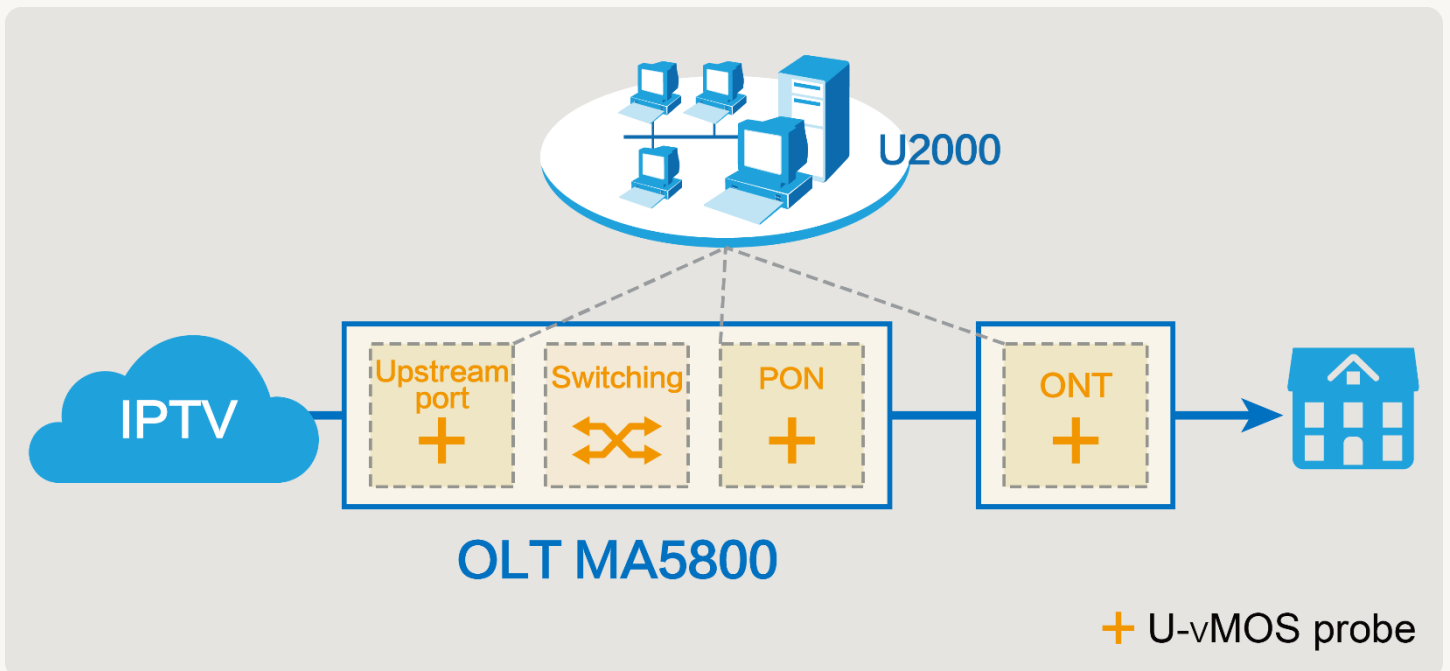 U2000
IPTV
Upstream
port
Switching
PON
ONT
OLT MA5800
U-vMOS probe